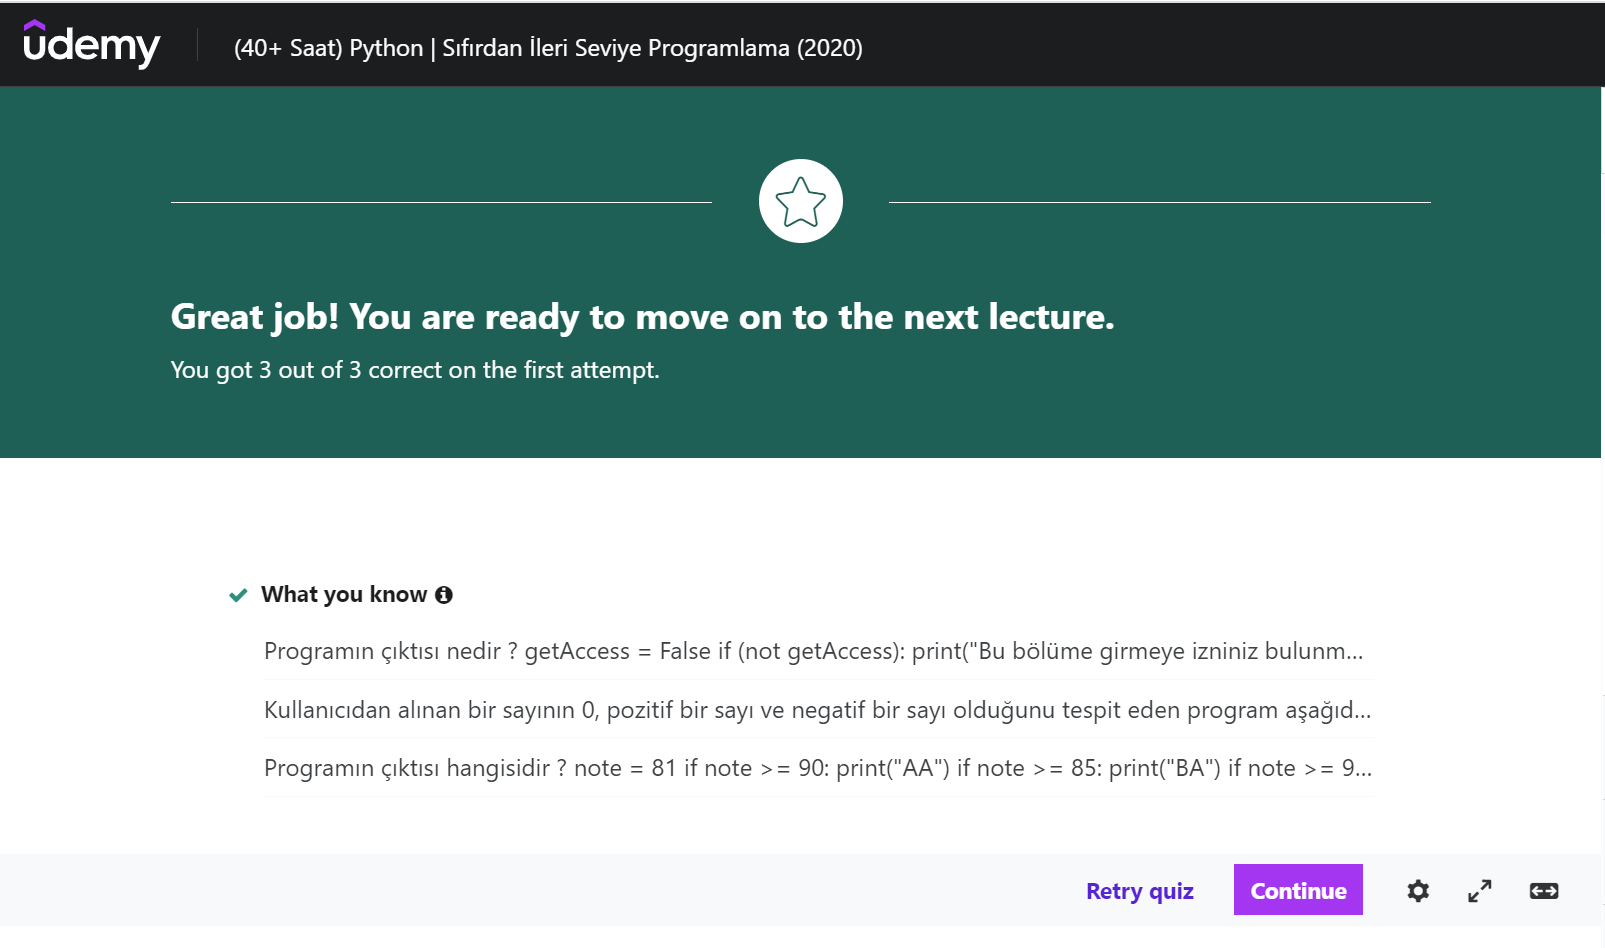 udemy
(40+ Saat) Python | Sıfırdan İleri Seviye Programlama (2020)
Great job! You are ready to move on to the next lecture.
You got 3 out of 3 correct on the first attempt.
What you know
Programın çıktısı nedir ? getAccess = False if (not getAccess): print("Bu bölüme girmeye izniniz bulunm...
Kullanıcıdan alınan bir sayının 0, pozitif bir sayı ve negatif bir sayı olduğunu tespit eden program aşağıd...
Programın çıktısı hangisidir ? note = 81 if note >= 90: print("AA") if note >= 85: print("BA") if note >= 9...
Retry quiz
Continue